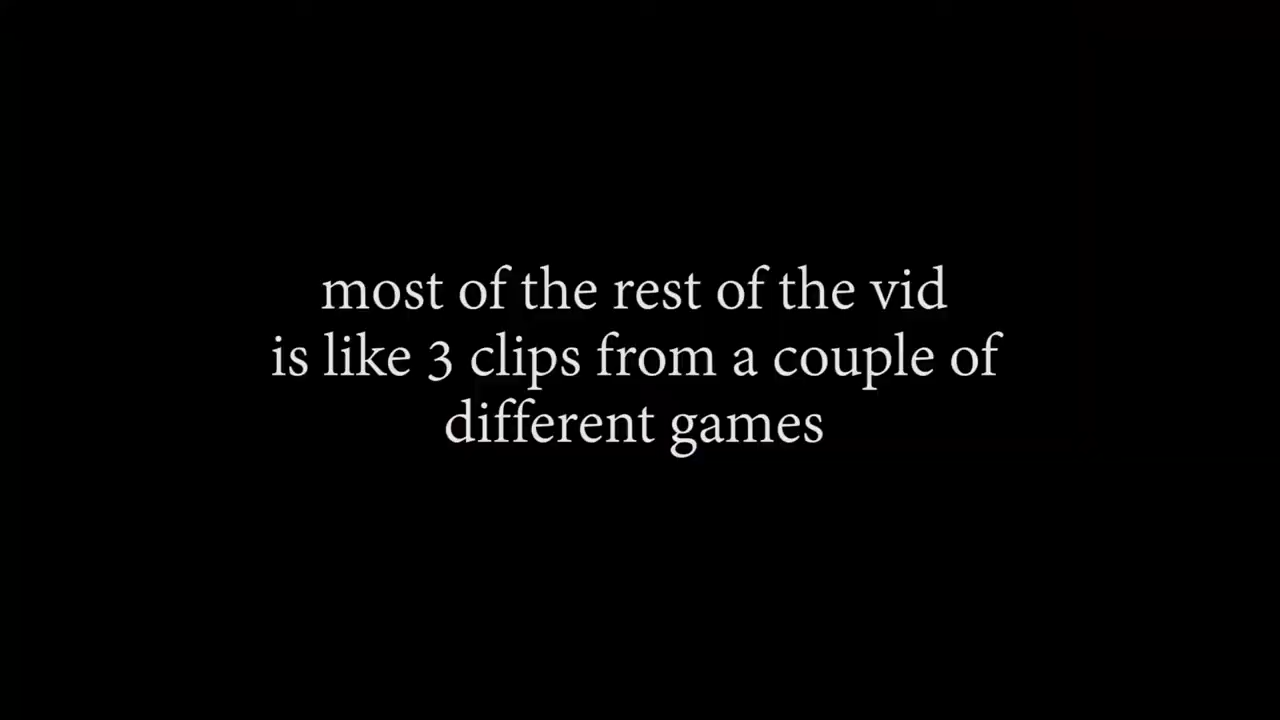 most of the rest of the vid
is like 3 clips from a couple of
different games